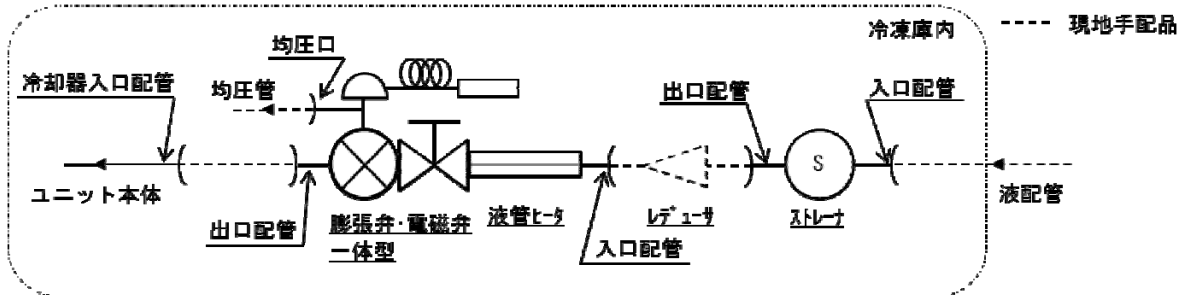 冷凍庫内
現地手配品
均圧口
冷却器入口配管
均圧管
出口配管
入口配管
S
ユニット本体
液配管
出口配管
膨張弁・電磁弁
一体型
液管ﾋｰﾀ
入口配管
ﾚﾃﾞｭｰｻ
ｽﾄﾚｰﾅ